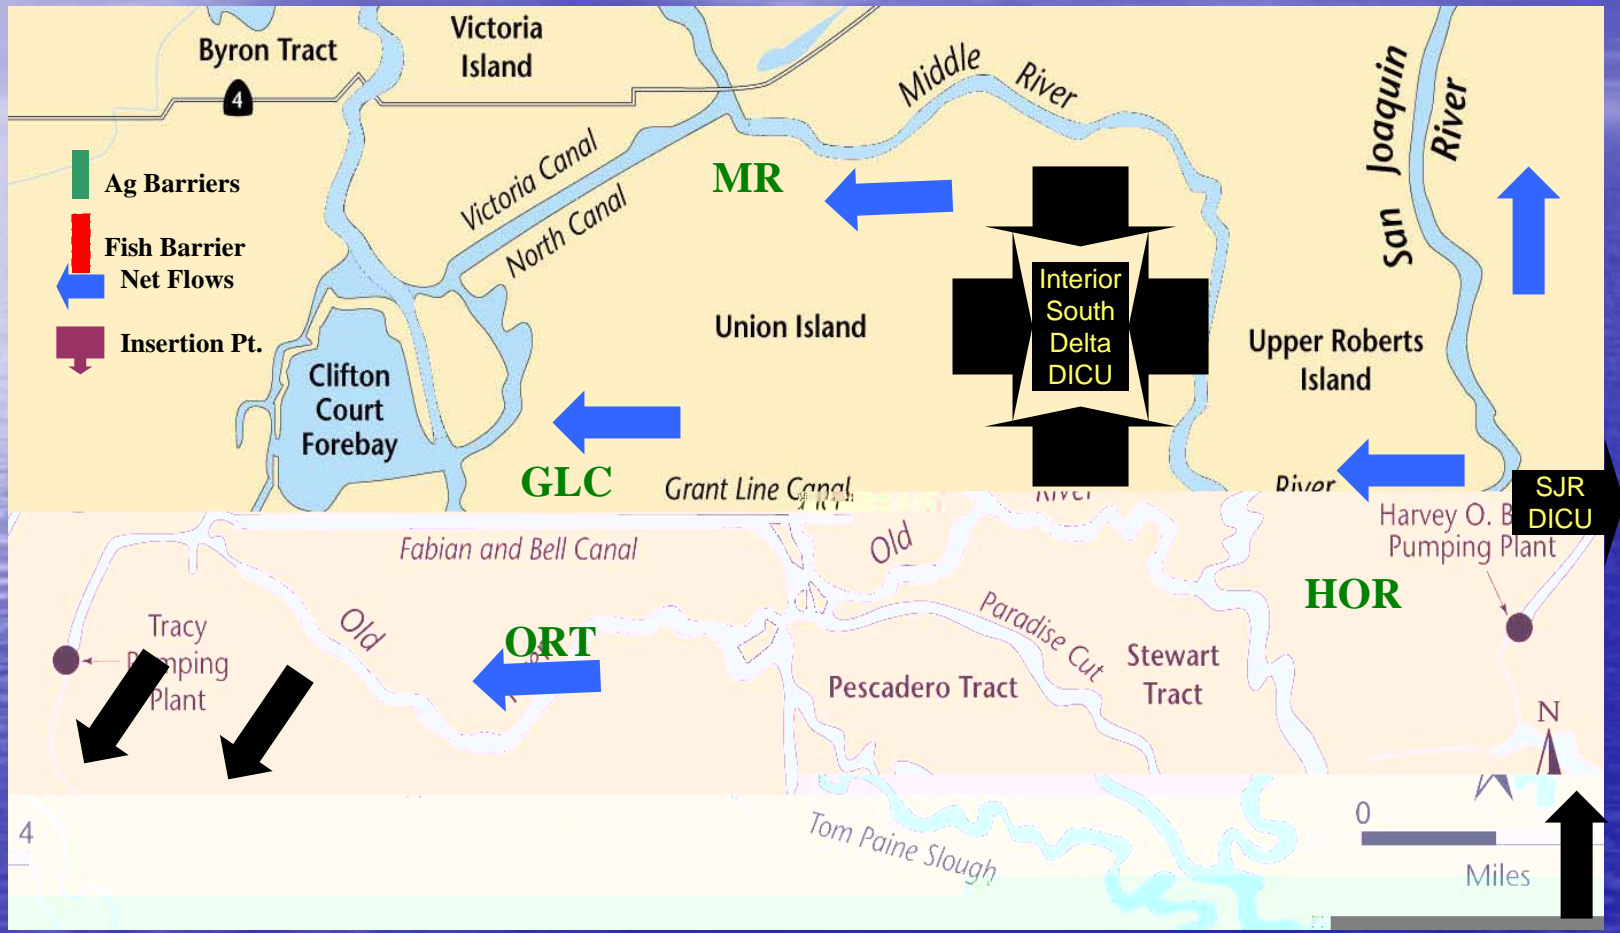 Byron Tract
Victoria
Island
4
Middle
River
San Joaquin
River
Ag Barriers
Fish Barrier
Net Flows
Insertion Pt.
Victoria Canal
North Canal
MR
Interior
South
Delta
DICU
Union Island
Upper Roberts
Island
Clifton
Court
Forebay
GLC
Grant Line Canal
River
River
SJR
DICU
Harvey O. B
Pumping Plant
Fabian and Bell Canal
Old
HOR
Tracy
Pumping
Plant
Old
ORT
Paradise Cut
Stewart
Tract
Pescadero Tract
N
4
Tom Paine Slough
0
Miles